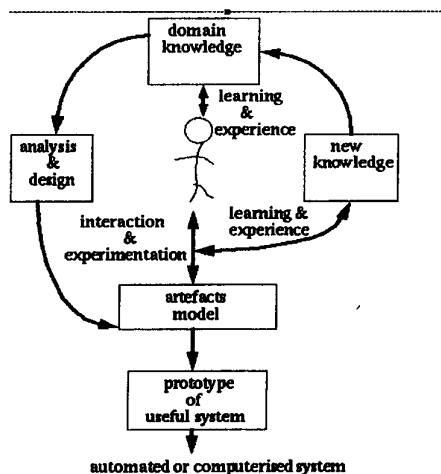 domain
knowledge
learning
&
experience
analysis
&
design
new
knowledge
interaction
&
experimentation
learning &
experience
artefacts
model
prototype
of
useful system
automated or computerised system